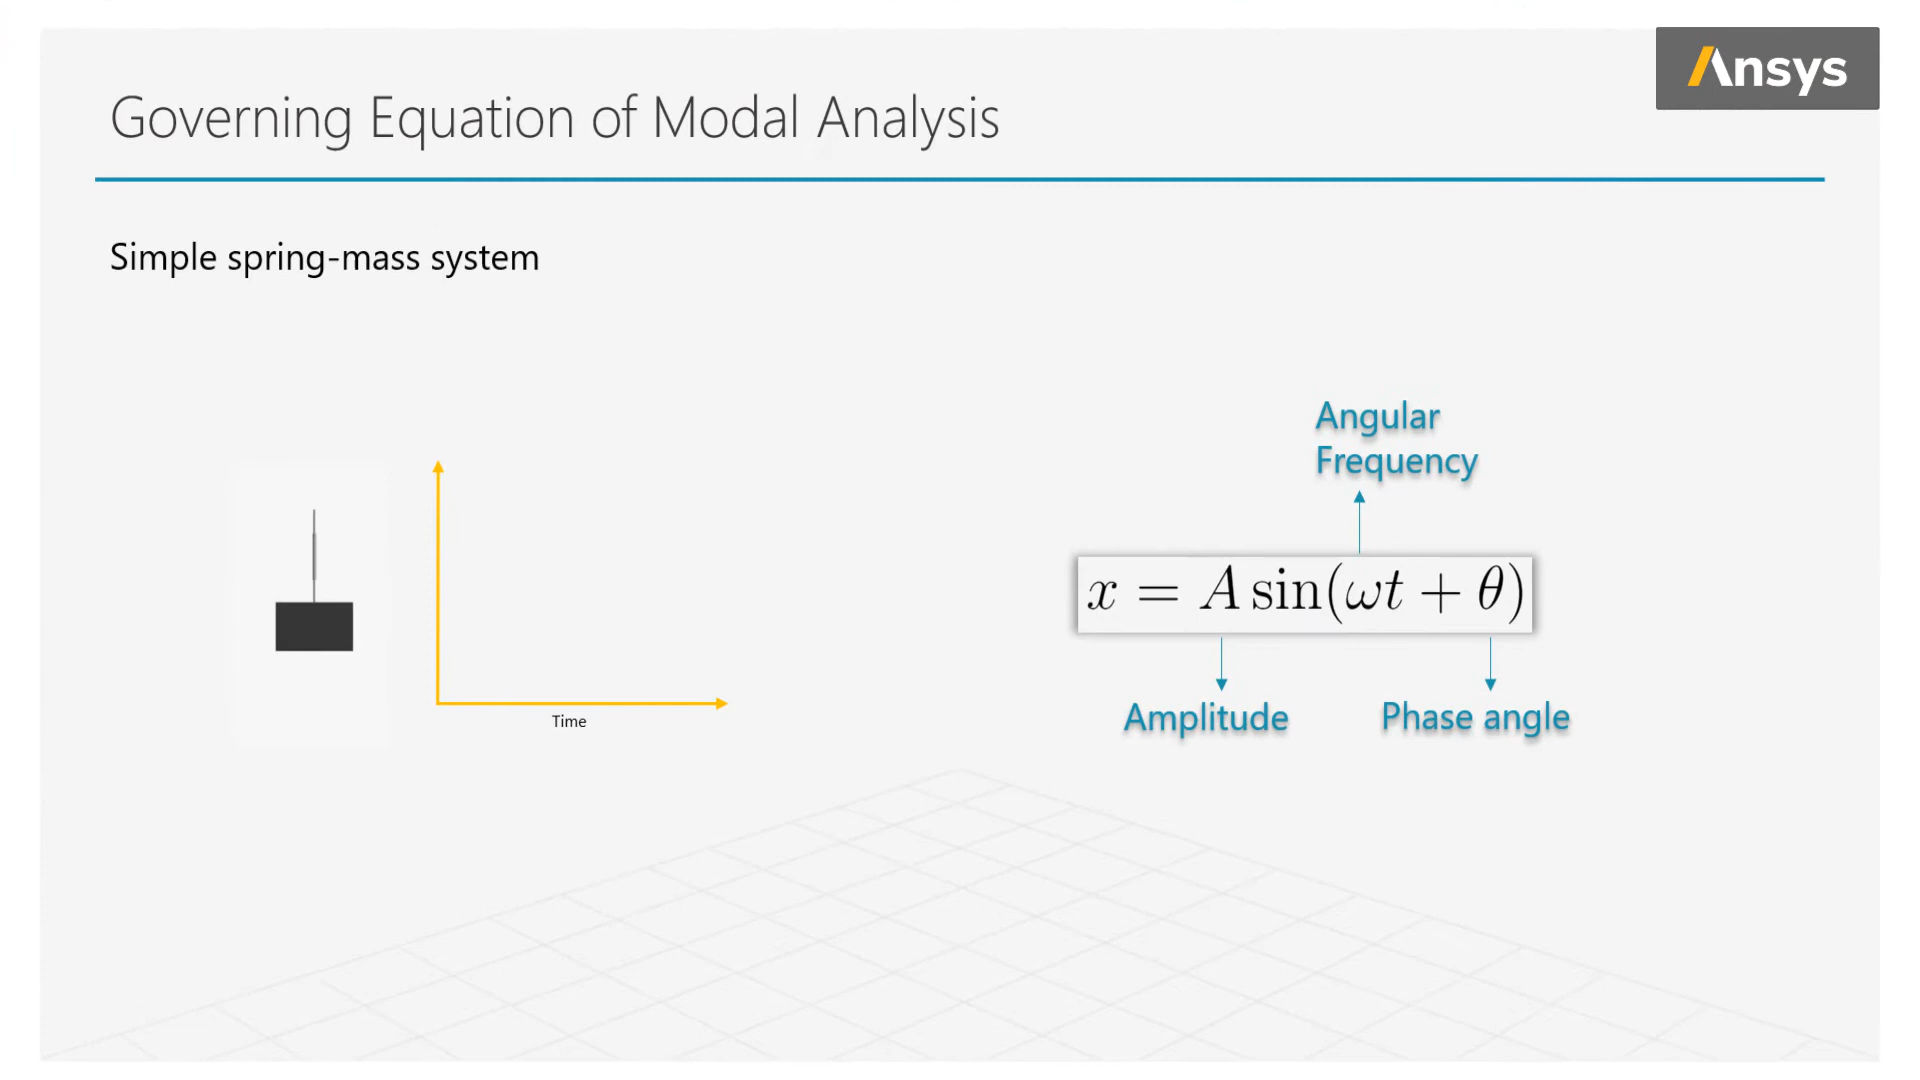 Ansys
Governing Equation of Modal Analysis
Simple spring-mass system
Angular
Frequency
x = A sin(ωt + θ)
Time
Amplitude
Phase angle